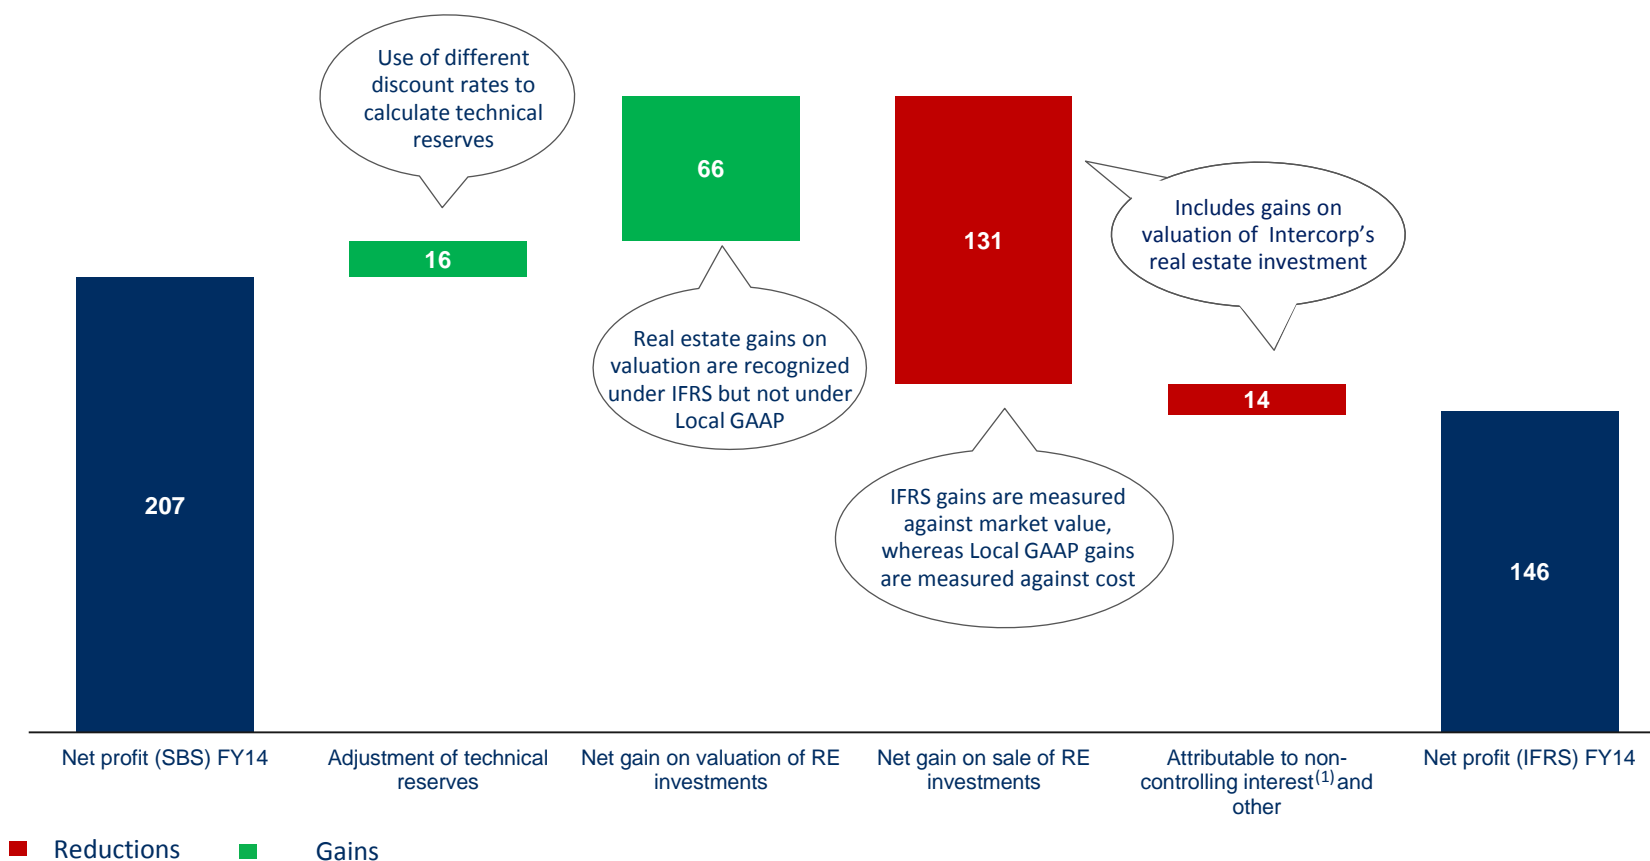 Use of different
discount rates to
calculate technical
reserves
66
16
131
Includes gains on
valuation of Intercorp’s
real estate investment
Real estate gains on
valuation are recognized
under IFRS but not under
Local GAAP
14
207
IFRS gains are measured
against market value,
whereas Local GAAP gains
are measured against cost
146
Net profit (SBS) FY14
Adjustment of technical
reserves
Net gain on valuation of RE
investments
Net gain on sale of RE
investments
Attributable to non-
controlling interest(1) and
other
Net profit (IFRS) FY14
Reductions
Gains